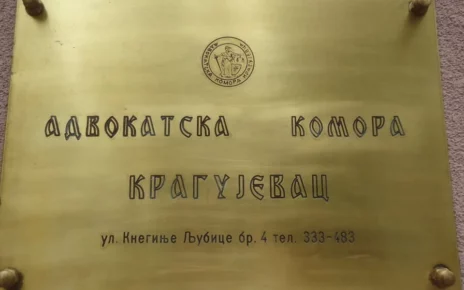 АДВОКАТСКА КОМОРА
КРАГУЈЕВАЦ
ул. Кнегиње Љубице бр. 4 тел. 333-493